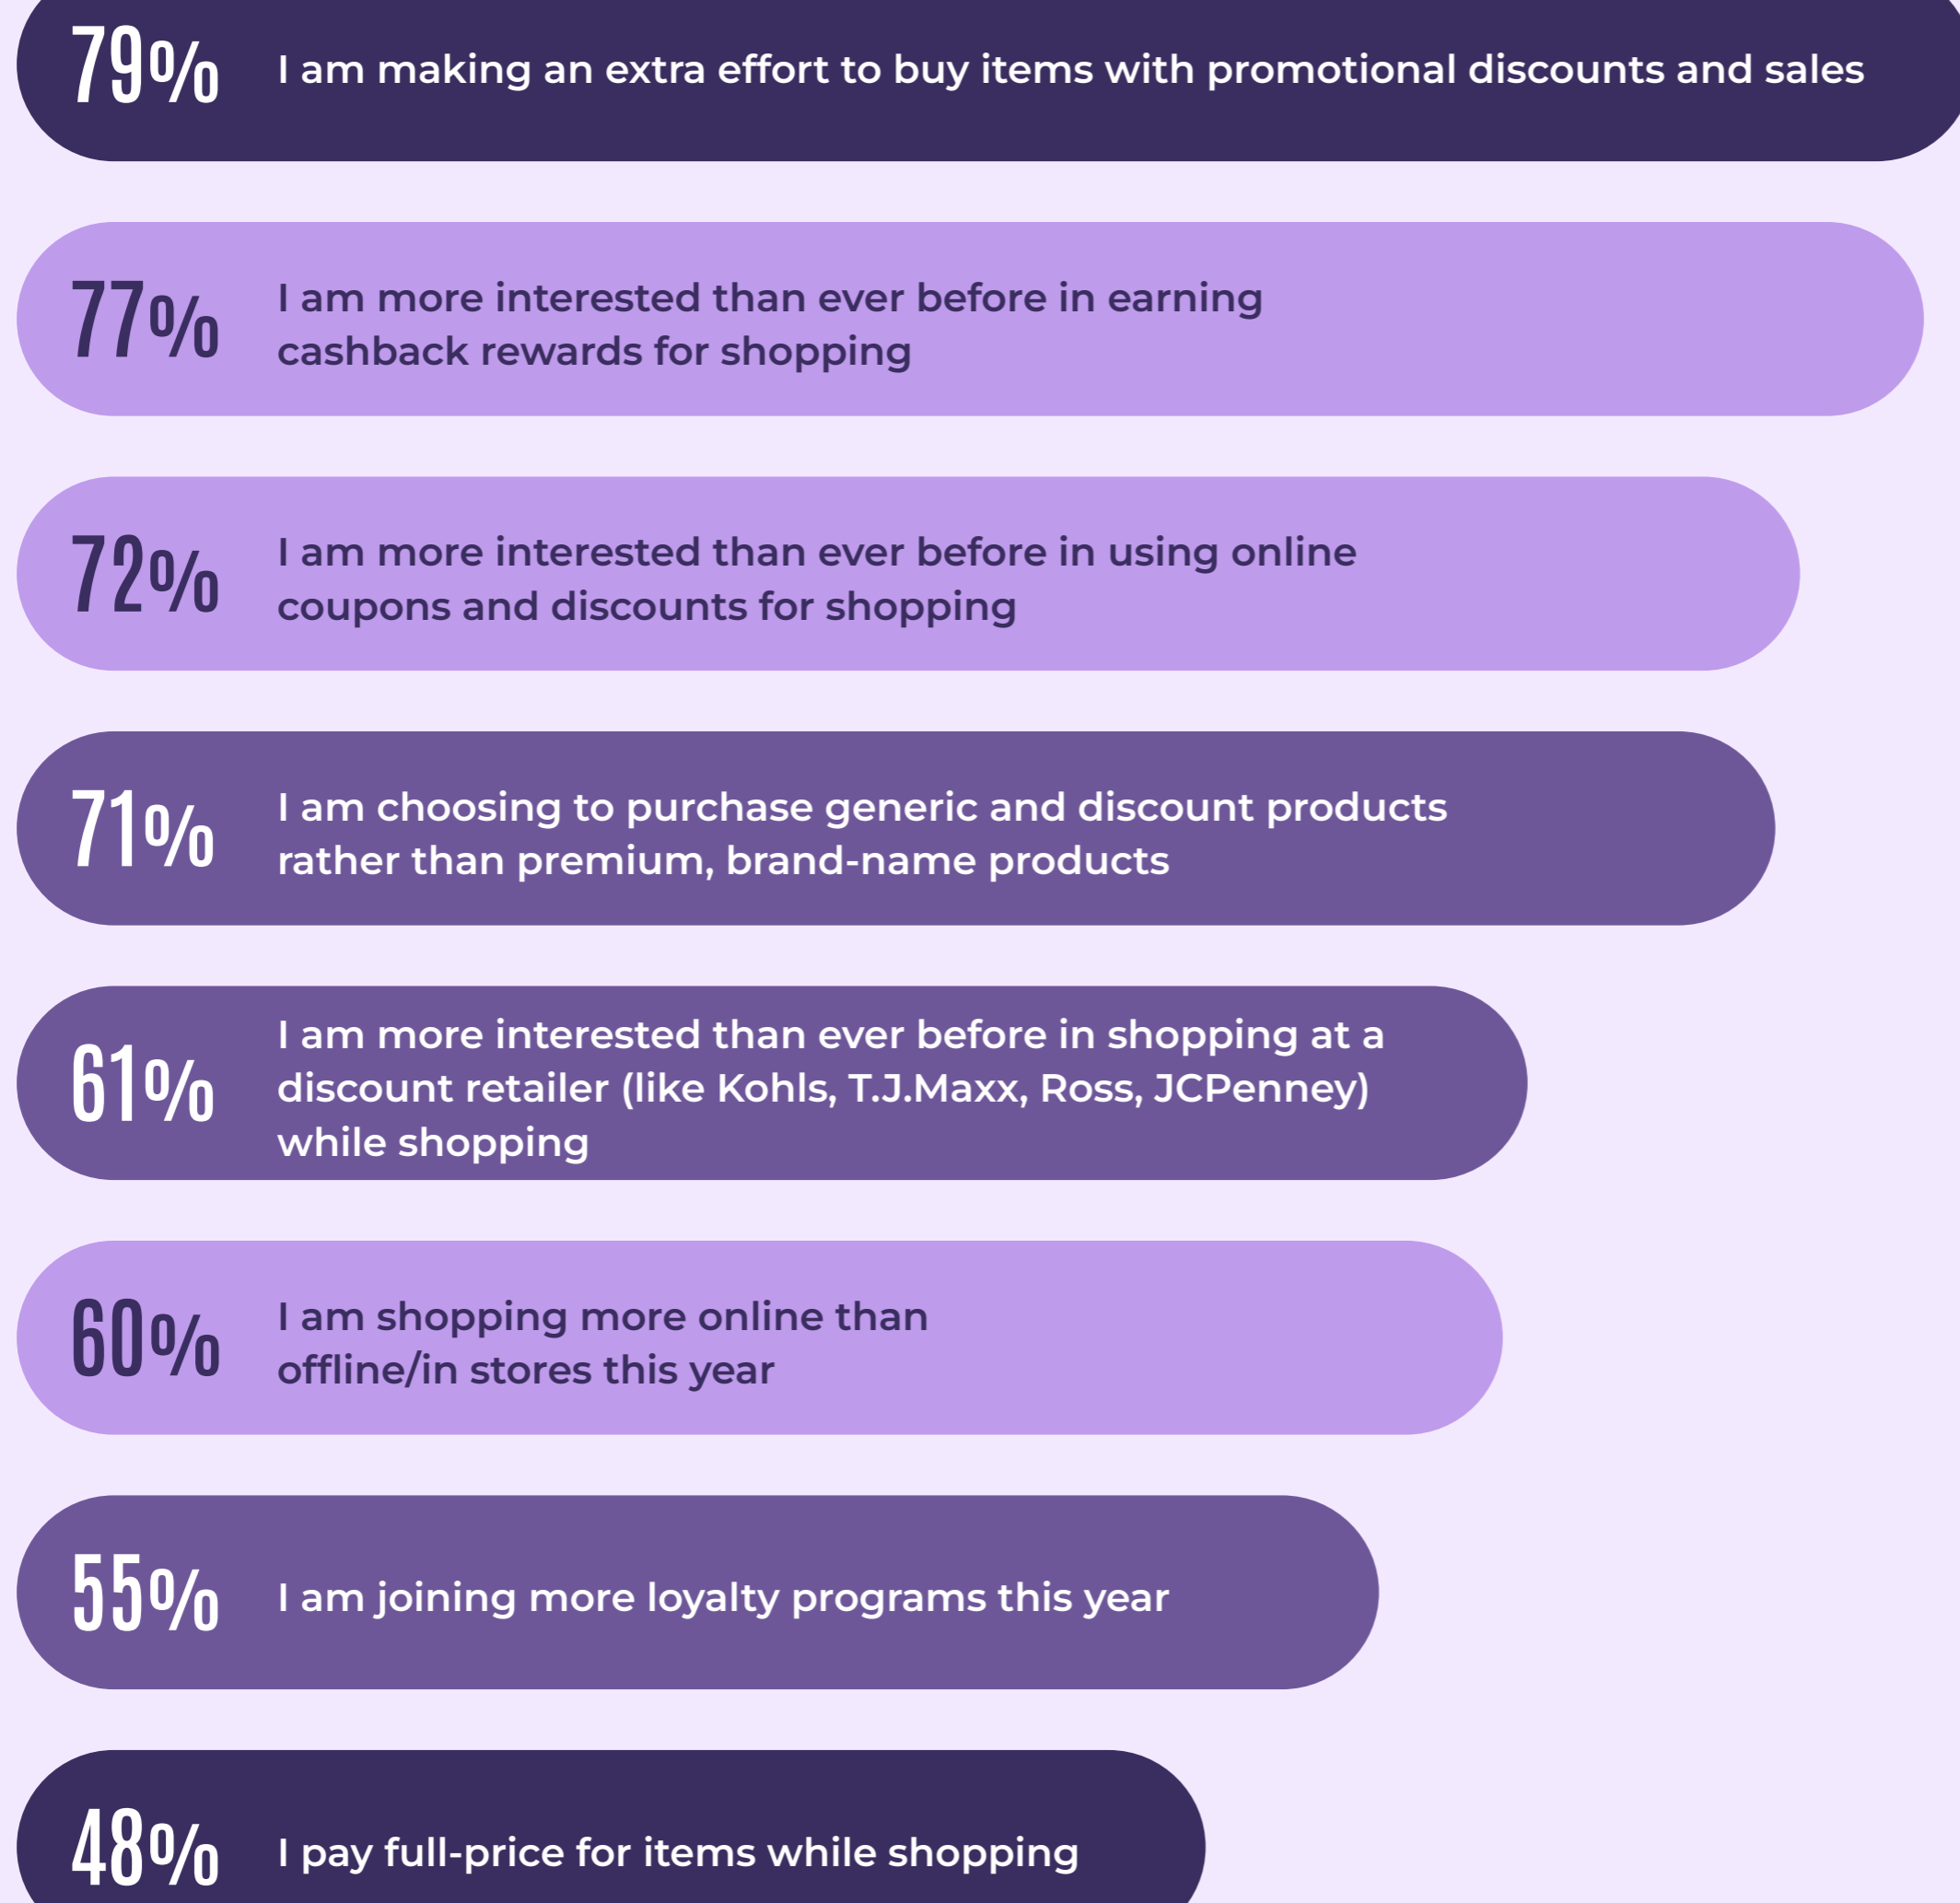 79% I am making an extra effort to buy items with promotional discounts and sales
77% I am more interested than ever before in earning
cashback rewards for shopping
72% I am more interested than ever before in using online
coupons and discounts for shopping
71% I am choosing to purchase generic and discount products
rather than premium, brand-name products
61% I am more interested than ever before in shopping at a
discount retailer (like Kohls, T.J.Maxx, Ross, JCPenney)
while shopping
60% I am shopping more online than
offline/in stores this year
55% I am joining more loyalty programs this year
48% I pay full-price for items while shopping